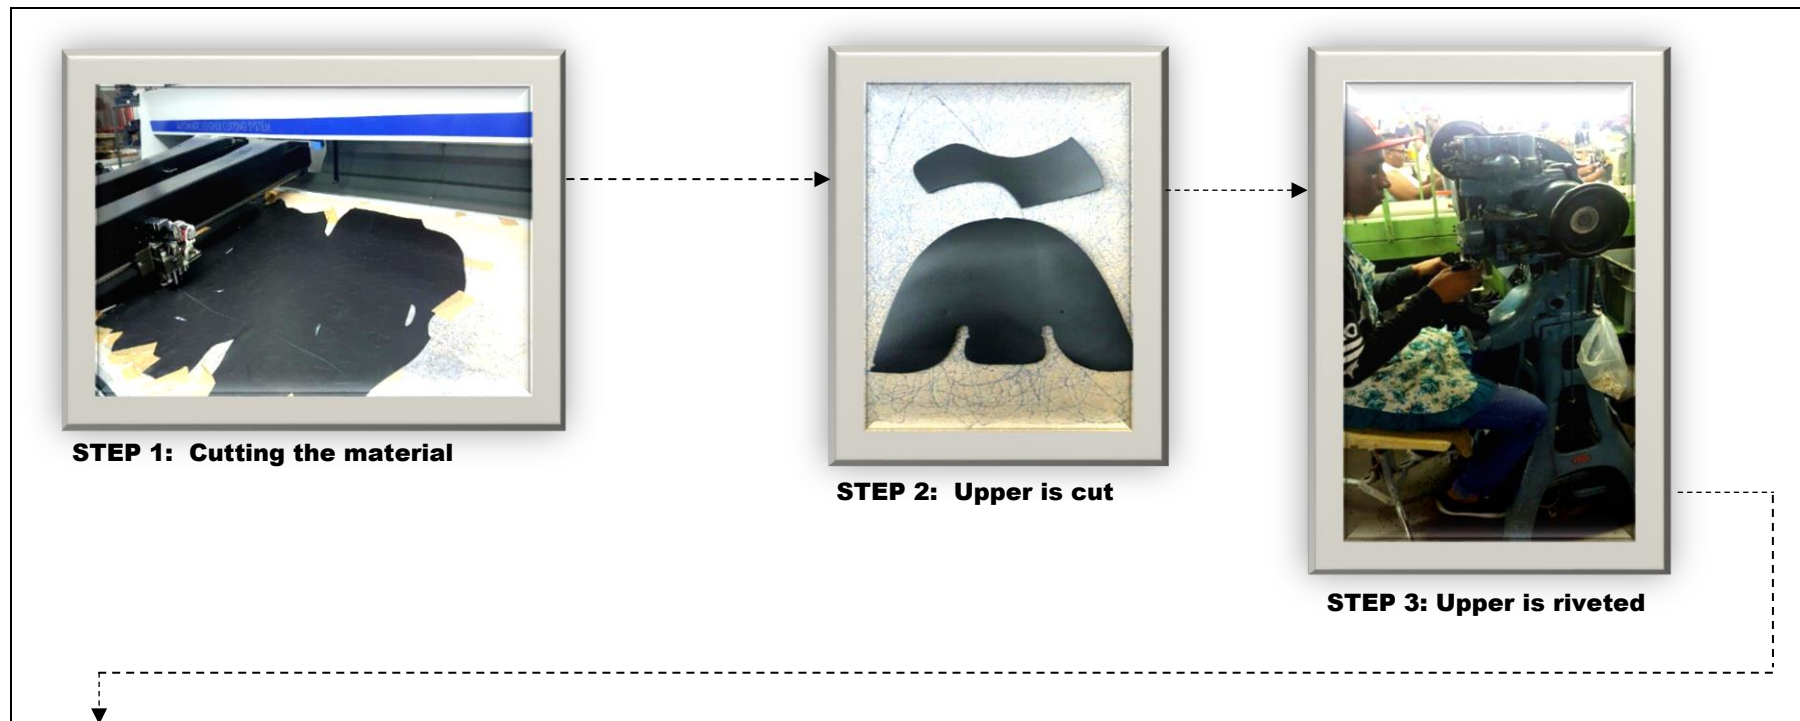 STEP 1:  Cutting the material
STEP 2:  Upper is cut
STEP 3: Upper is riveted